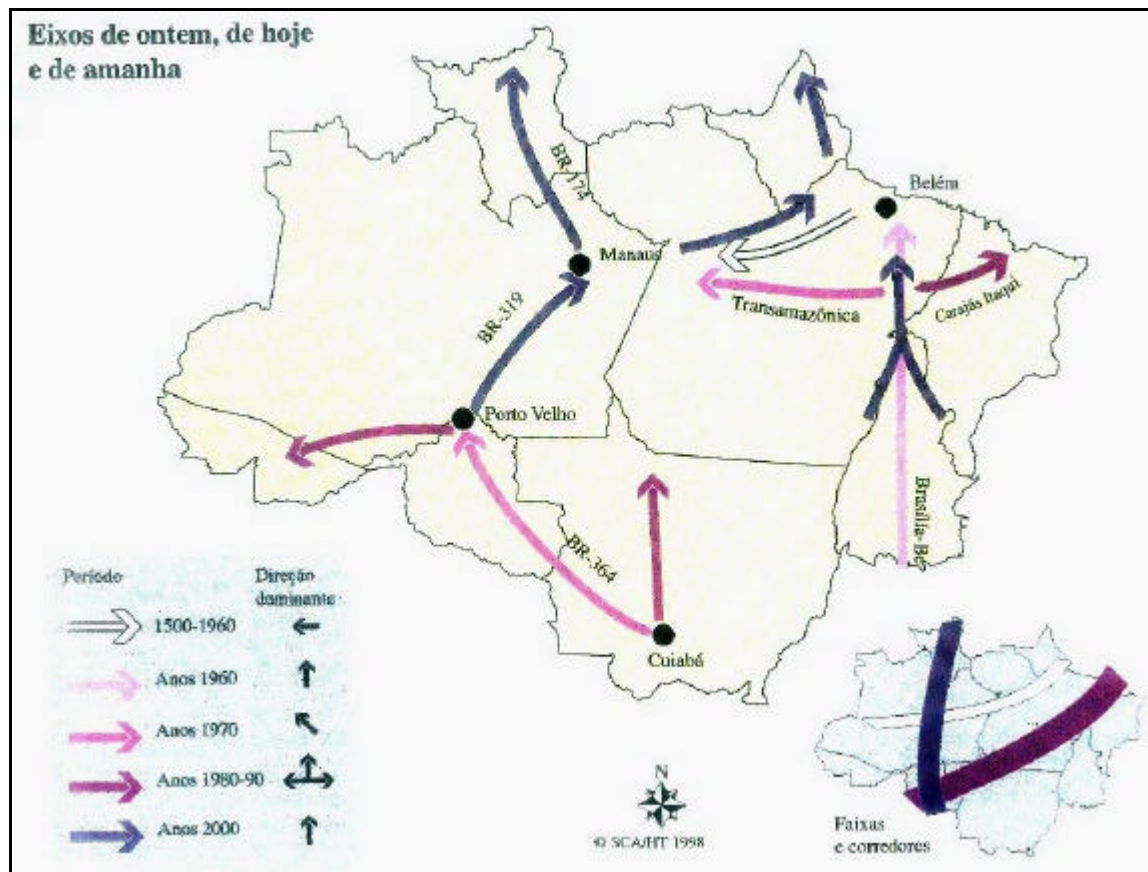 Eixos de ontem, de hoje
e de amanha
BR-174
Belém
Manaus
Transamazônica
Carajás Itaqui
BR-319
Porto Velho
Brasília-Be
BR-364
Cuiabá
Período
Direção
dominante
1500-1960
Anos 1960
Anos 1970
Anos 1980-90
Anos 2000
N
© SCA/HT 1998
Faixas
e corredores